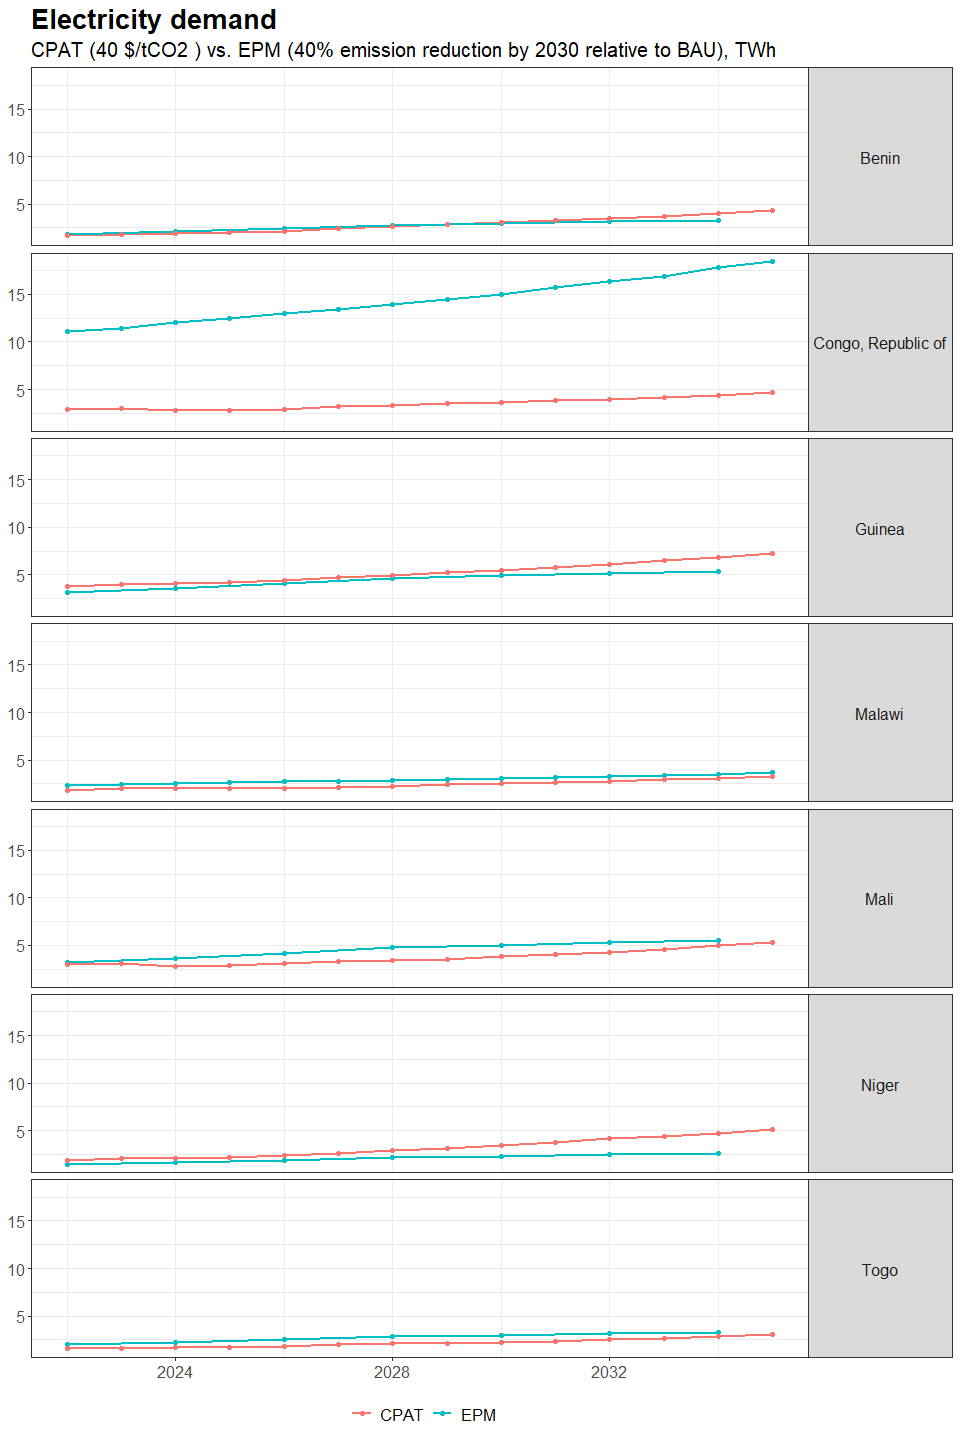 Electricity demand
CPAT (40 $/tCO2 ) vs. EPM (40% emission reduction by 2030 relative to BAU), TWh
15
10
5
Benin
15
10
5
Congo, Republic of
15
10
5
Guinea
15
10
5
Malawi
15
10
5
Mali
15
10
5
Niger
15
10
5
Togo
2024 2028 2032
CPAT EPM